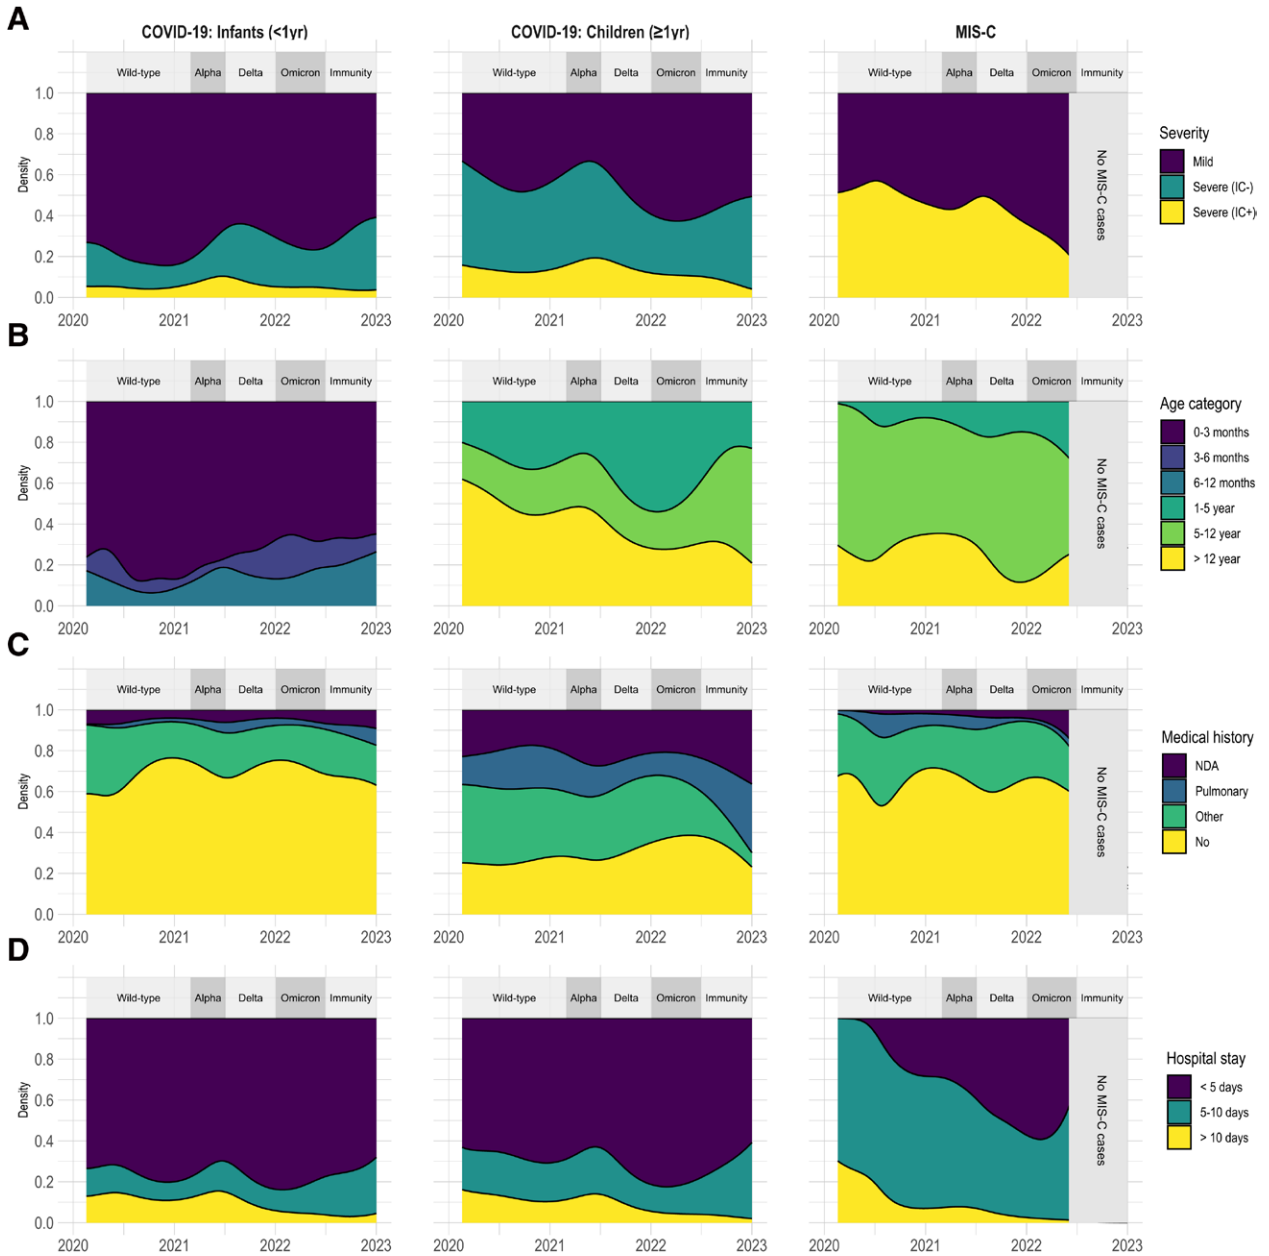 A
COVID-19: Infants (<1yr)
COVID-19: Children (≥1yr)
MIS-C
Wild-type Alpha Delta Omicron Immunity
Wild-type Alpha Delta Omicron Immunity
Wild-type Alpha Delta Omicron Immunity
Density
1.0
0.8
0.6
0.4
0.2
0.0
No MIS-C cases
Severity
Mild
Severe (IC-)
Severe (IC+)
2020 2021 2022 2023
2020 2021 2022 2023
2020 2021 2022 2023
B
Wild-type Alpha Delta Omicron Immunity
Wild-type Alpha Delta Omicron Immunity
Wild-type Alpha Delta Omicron Immunity
Density
1.0
0.8
0.6
0.4
0.2
0.0
No MIS-C cases
Age category
0-3 months
3-6 months
6-12 months
1-5 year
5-12 year
> 12 year
2020 2021 2022 2023
2020 2021 2022 2023
2020 2021 2022 2023
C
Wild-type Alpha Delta Omicron Immunity
Wild-type Alpha Delta Omicron Immunity
Wild-type Alpha Delta Omicron Immunity
Density
1.0
0.8
0.6
0.4
0.2
0.0
No MIS-C cases
Medical history
NDA
Pulmonary
Other
No
2020 2021 2022 2023
2020 2021 2022 2023
2020 2021 2022 2023
D
Wild-type Alpha Delta Omicron Immunity
Wild-type Alpha Delta Omicron Immunity
Wild-type Alpha Delta Omicron Immunity
Density
1.0
0.8
0.6
0.4
0.2
0.0
No MIS-C cases
Hospital stay
< 5 days
5-10 days
> 10 days
2020 2021 2022 2023
2020 2021 2022 2023
2020 2021 2022 2023